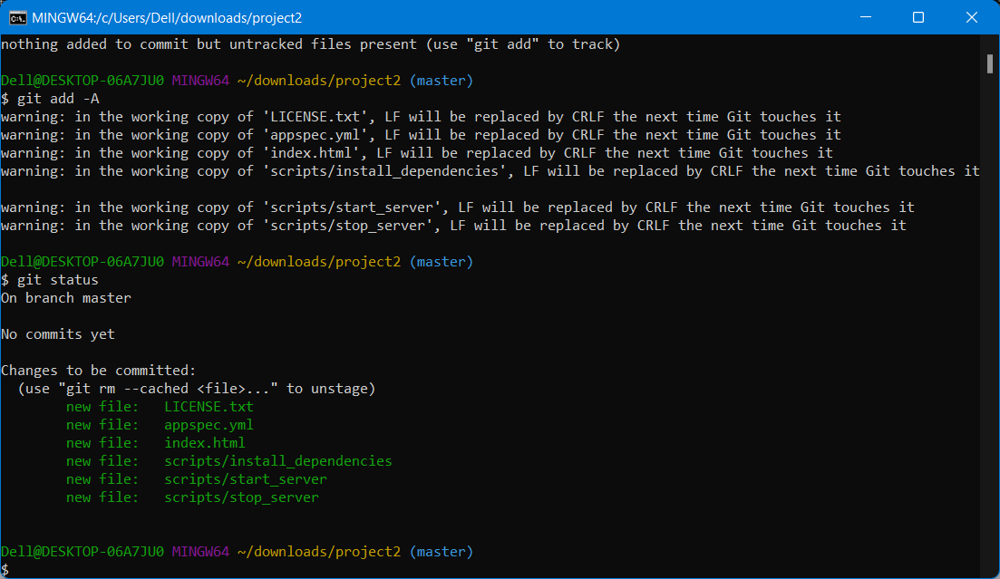 MINGW64:/c/Users/Dell/downloads/project2
nothing added to commit but untracked files present (use "git add" to track)
Dell@DESKTOP-06A7JU0 MINGW64 ~/downloads/project2 (master)
$ git add -A
warning: in the working copy of 'LICENSE.txt', LF will be replaced by CRLF the next time Git touches it
warning: in the working copy of 'appspec.yml', LF will be replaced by CRLF the next time Git touches it
warning: in the working copy of 'index.html', LF will be replaced by CRLF the next time Git touches it
warning: in the working copy of 'scripts/install_dependencies', LF will be replaced by CRLF the next time Git touches it
warning: in the working copy of 'scripts/start_server', LF will be replaced by CRLF the next time Git touches it
warning: in the working copy of 'scripts/stop_server', LF will be replaced by CRLF the next time Git touches it
Dell@DESKTOP-06A7JU0 MINGW64 ~/downloads/project2 (master)
$ git status
On branch master
No commits yet
Changes to be committed:
  (use "git rm --cached <file>..." to unstage)
        new file:   LICENSE.txt
        new file:   appspec.yml
        new file:   index.html
        new file:   scripts/install_dependencies
        new file:   scripts/start_server
        new file:   scripts/stop_server
Dell@DESKTOP-06A7JU0 MINGW64 ~/downloads/project2 (master)
$